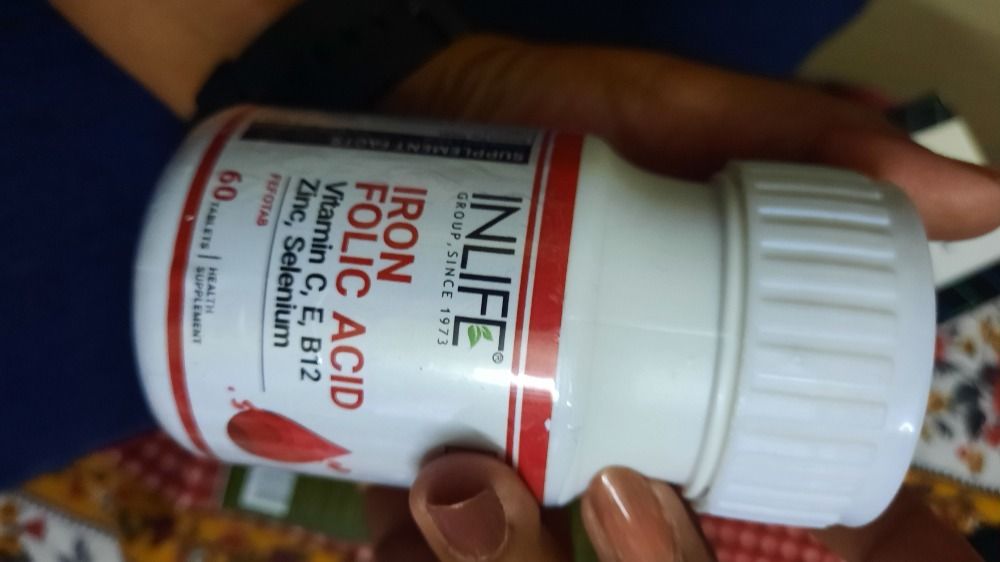 INLIFE®
GROUP, SINCE 1973
IRON
FOLIC ACID
Vitamin C, E, B12
Zinc, Selenium
FEFOTAB
60 TABLETS | HEALTH
SUPPLEMENT
SUPPLEMENT FACTS